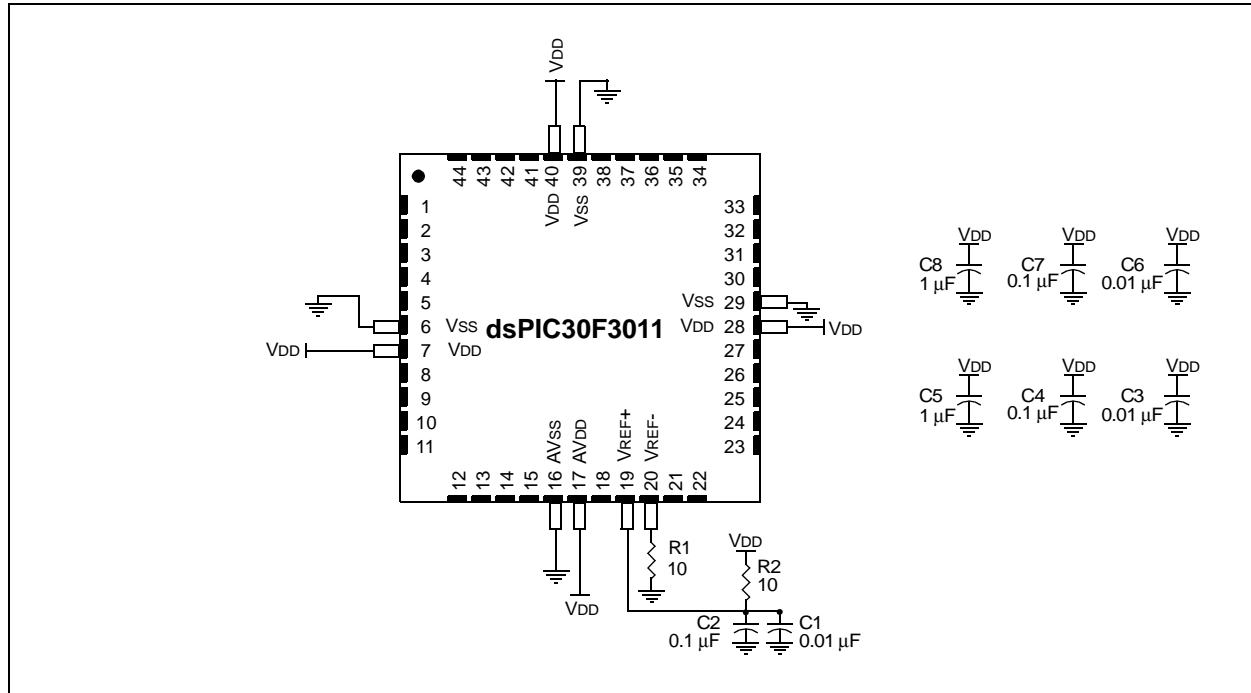 VDD
44 43 42 41 40 39 38 37 36 35 34
VDD VSS
1 33
2 32
3 31
4 30
5 VSS 29
6 VSS dsPIC30F3011 VDD 28 VDD
VDD 7 VDD 27
8 26
9 25
10 24
11 23
AVSS AVDD VREF+ VREF-
12 13 14 15 16 17 18 19 20 21 22
R1
10
VDD
VDD
R2
10
C2
0.1 µF
C1
0.01 µF
VDD VDD VDD
C8 C7 C6
1 µF 0.1 µF 0.01 µF
VDD VDD VDD
C5 C4 C3
1 µF 0.1 µF 0.01 µF